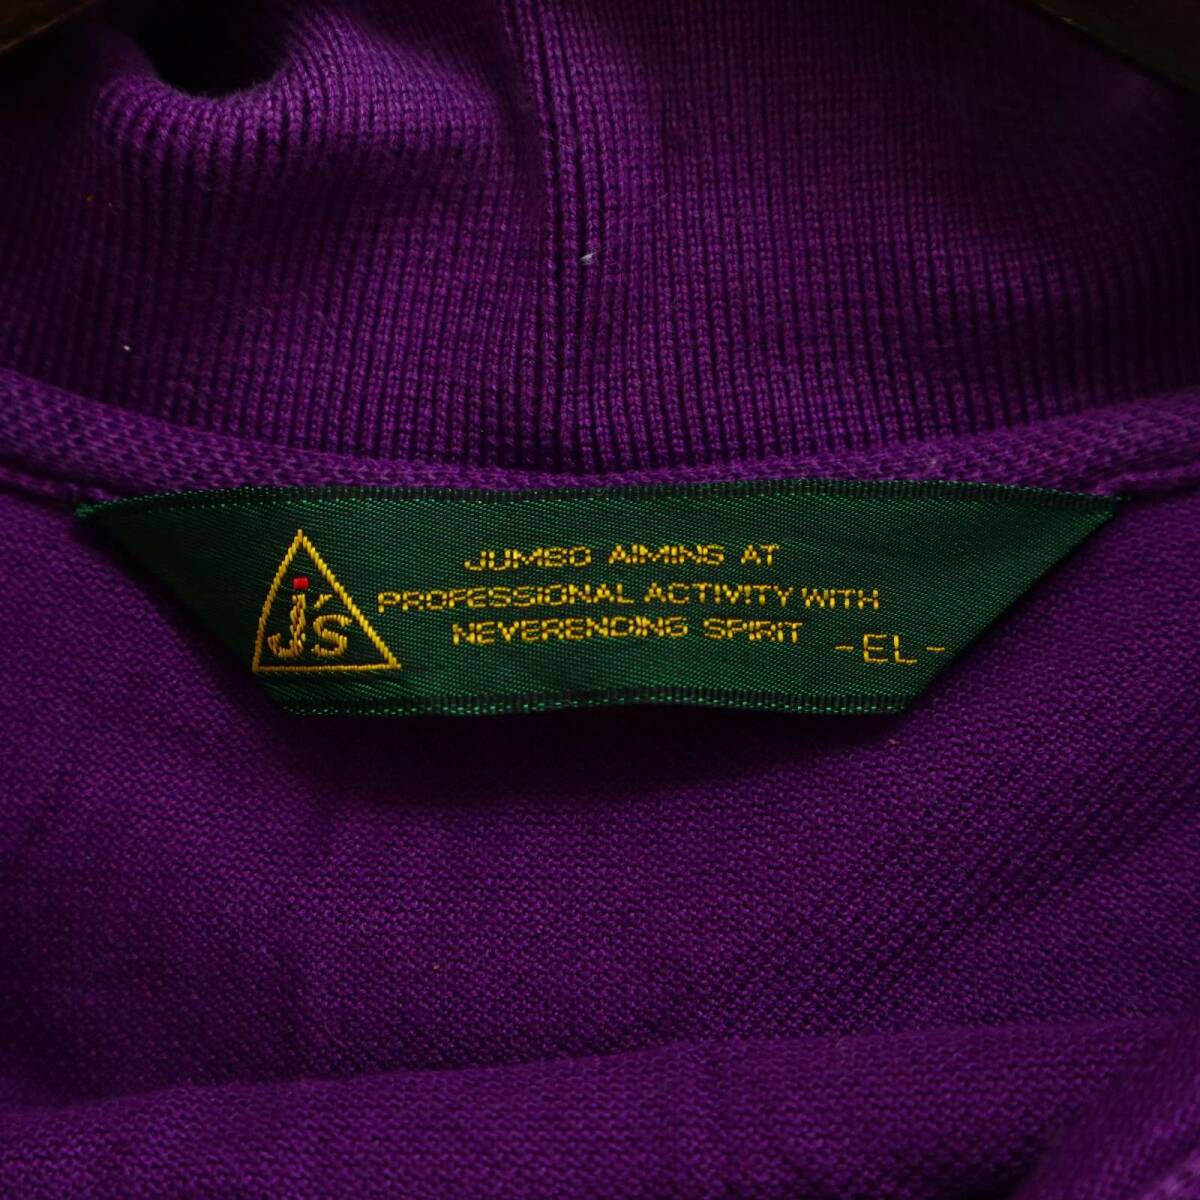 J's
JUMBO AIMING AT
PROFESSIONAL ACTIVITY WITH
NEVERENDING SPIRIT
-EL-